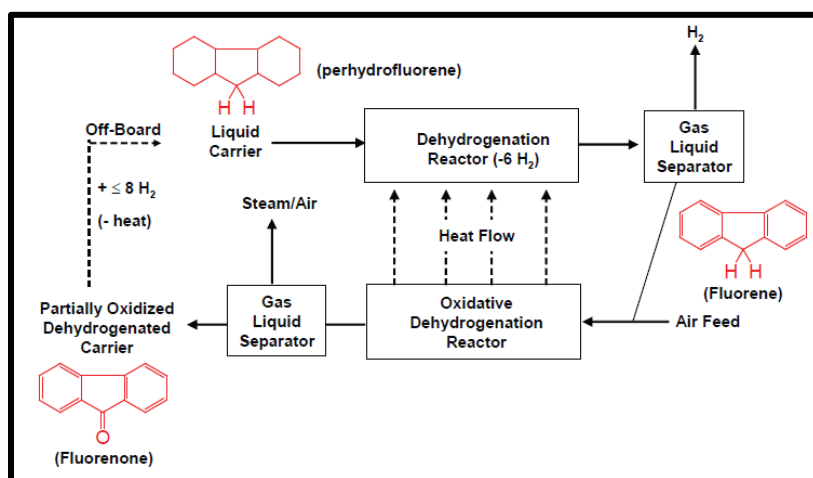 H₂
(perhydrofluorene)
H H
Off-Board
Liquid
Carrier
Dehydrogenation
Reactor (-6 H₂)
Gas
Liquid
Separator
+ ≤ 8 H₂
(- heat)
Steam/Air
Heat Flow
H H
(Fluorene)
Partially Oxidized
Dehydrogenated
Carrier
Gas
Liquid
Separator
Oxidative
Dehydrogenation
Reactor
Air Feed
O
(Fluorenone)